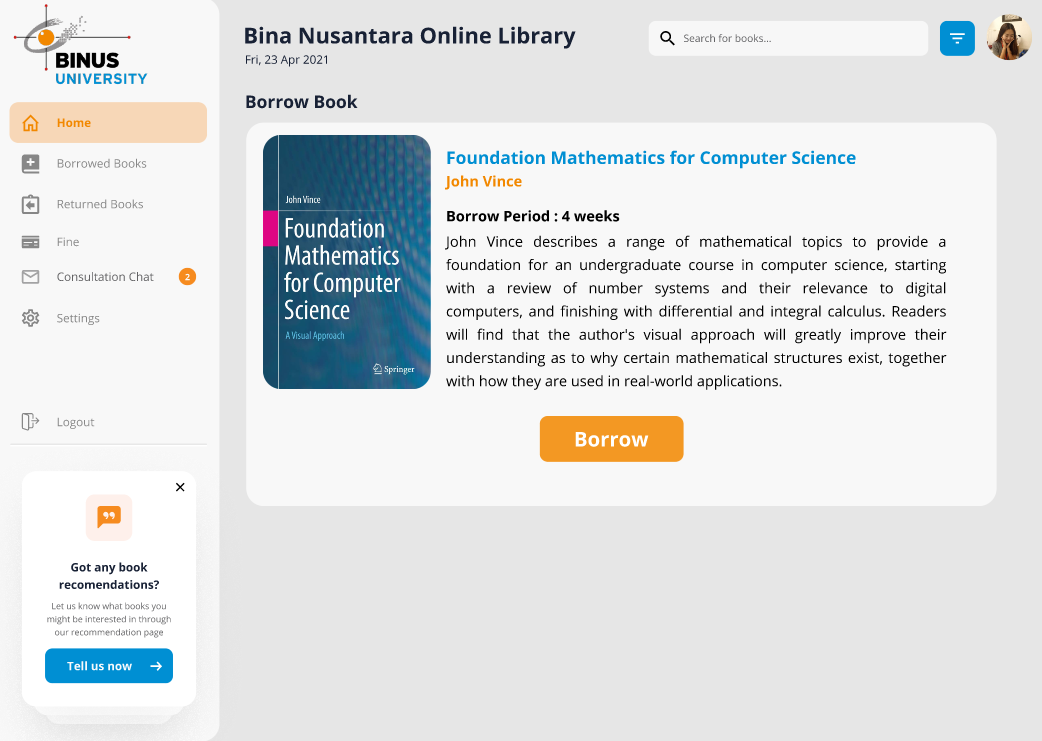 BINUS
UNIVERSITY
Home
Borrowed Books
Returned Books
Fine
Consultation Chat 2
Settings
Logout
Got any book
recomendations?
Let us know what books you
might be interested in through
our recommendation page
Tell us now
Bina Nusantara Online Library
Fri, 23 Apr 2021
Search for books...
Borrow Book
John Vince
Foundation
Mathematics
for Computer
Science
A Visual Approach
Springer
Foundation Mathematics for Computer Science
John Vince
Borrow Period : 4 weeks
John Vince describes a range of mathematical topics to provide a
foundation for an undergraduate course in computer science, starting
with a review of number systems and their relevance to digital
computers, and finishing with differential and integral calculus. Readers
will find that the author's visual approach will greatly improve their
understanding as to why certain mathematical structures exist, together
with how they are used in real-world applications.
Borrow